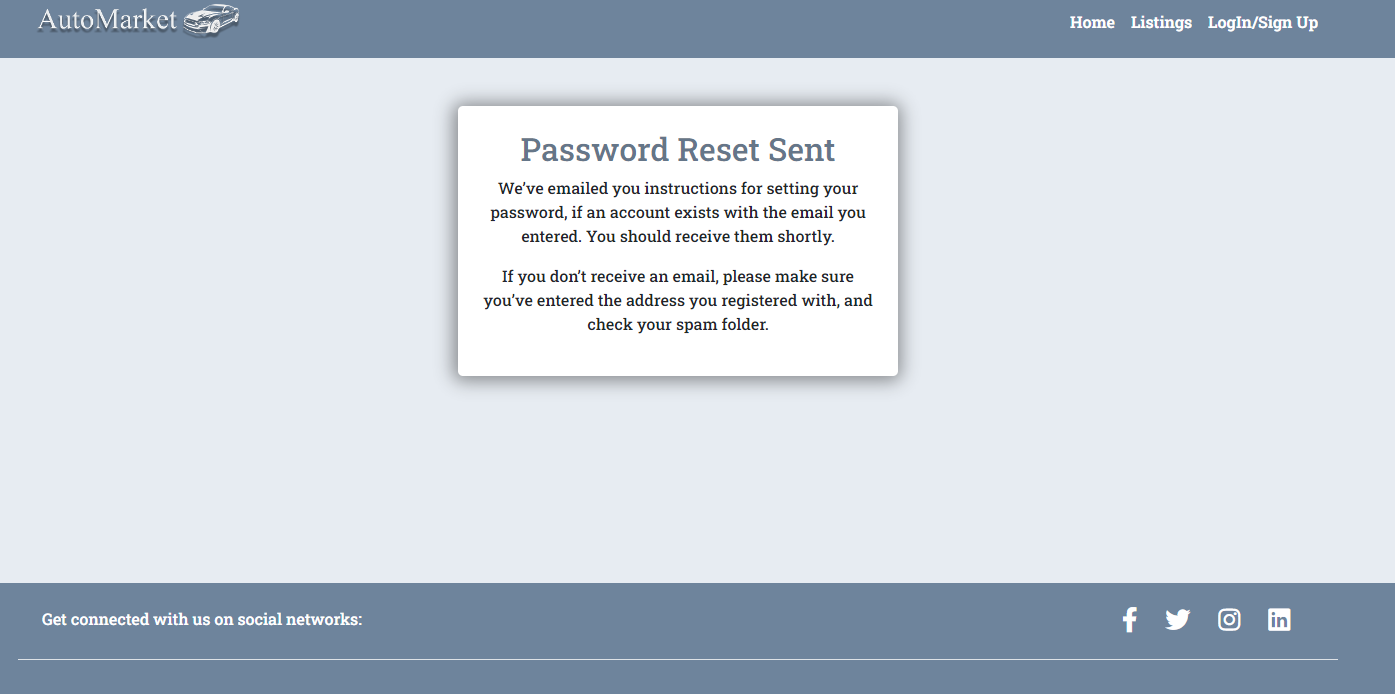 AutoMarket
Home Listings LogIn/Sign Up
Password Reset Sent
We’ve emailed you instructions for setting your
password, if an account exists with the email you
entered. You should receive them shortly.
If you don’t receive an email, please make sure
you’ve entered the address you registered with, and
check your spam folder.
Get connected with us on social networks: